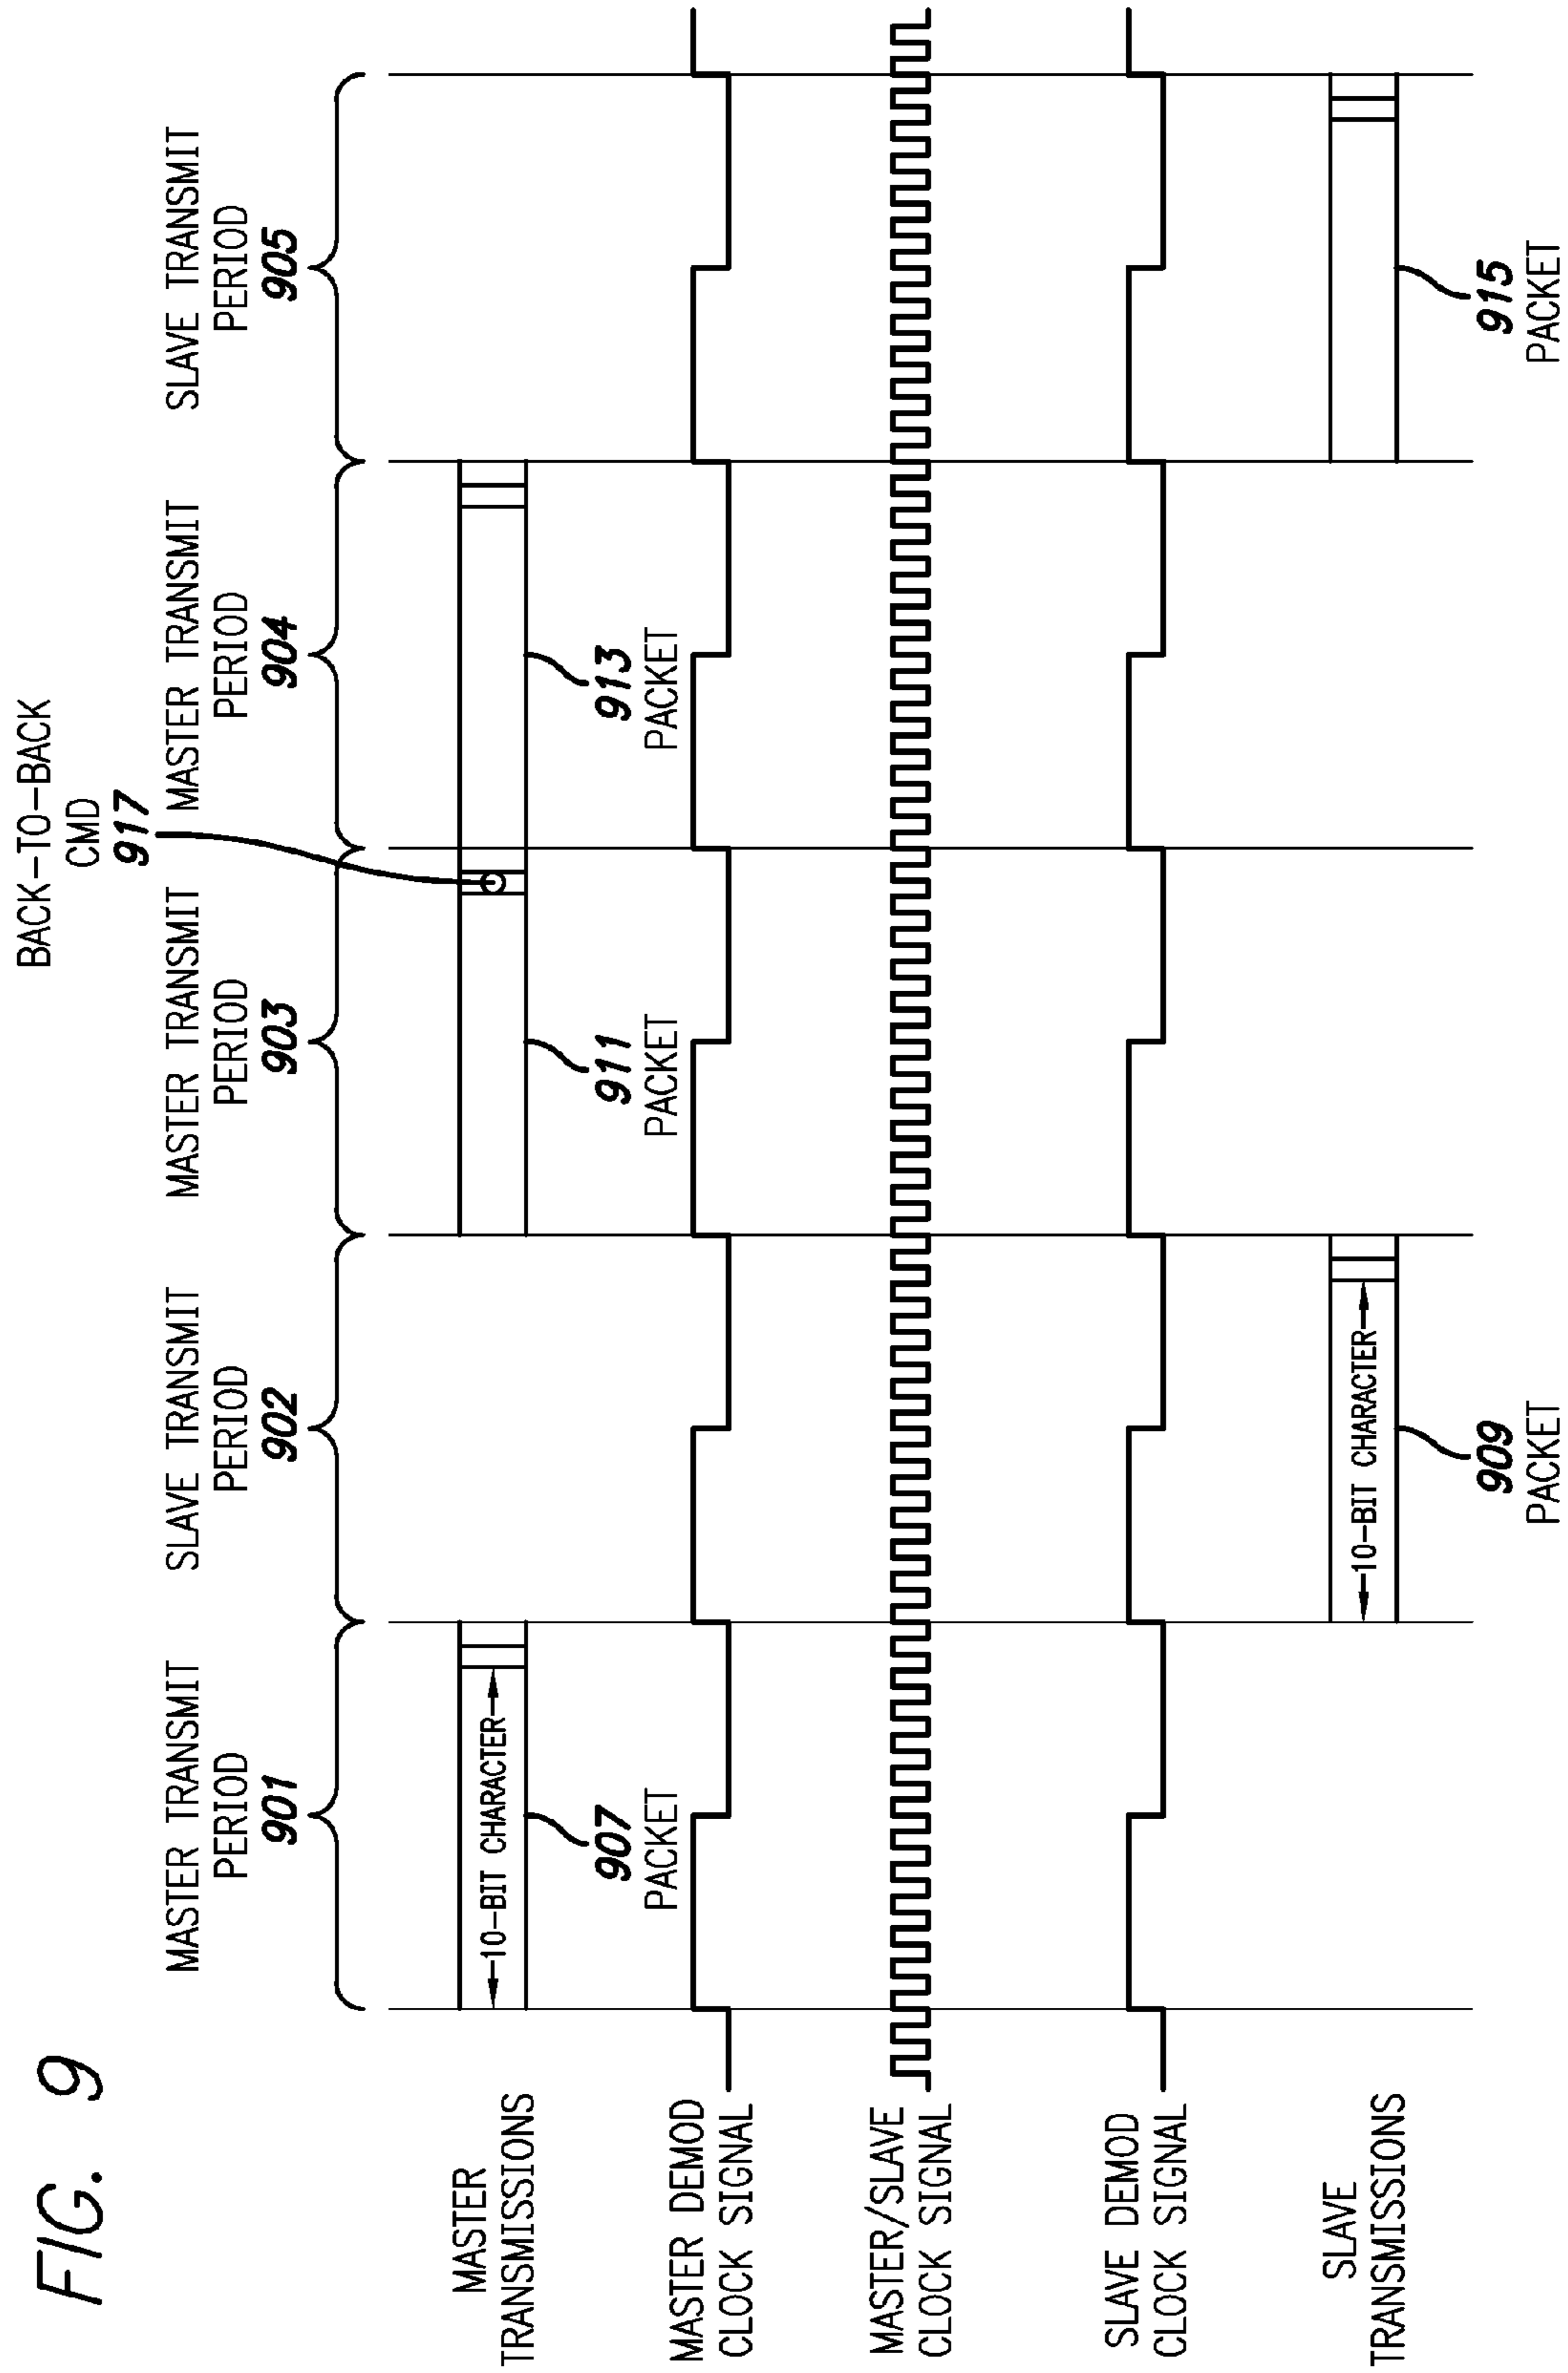 FIG. 9
BACK-TO-BACK
CMD
917
MASTER TRANSMIT
PERIOD
901
SLAVE TRANSMIT
PERIOD
902
MASTER TRANSMIT
PERIOD
903
MASTER TRANSMIT
PERIOD
904
SLAVE TRANSMIT
PERIOD
905
MASTER
TRANSMISSIONS
10-BIT CHARACTER
907
PACKET
911
PACKET
913
PACKET
MASTER DEMOD
CLOCK SIGNAL
MASTER/SLAVE
CLOCK SIGNAL
SLAVE DEMOD
CLOCK SIGNAL
SLAVE
TRANSMISSIONS
10-BIT CHARACTER
909
PACKET
915
PACKET